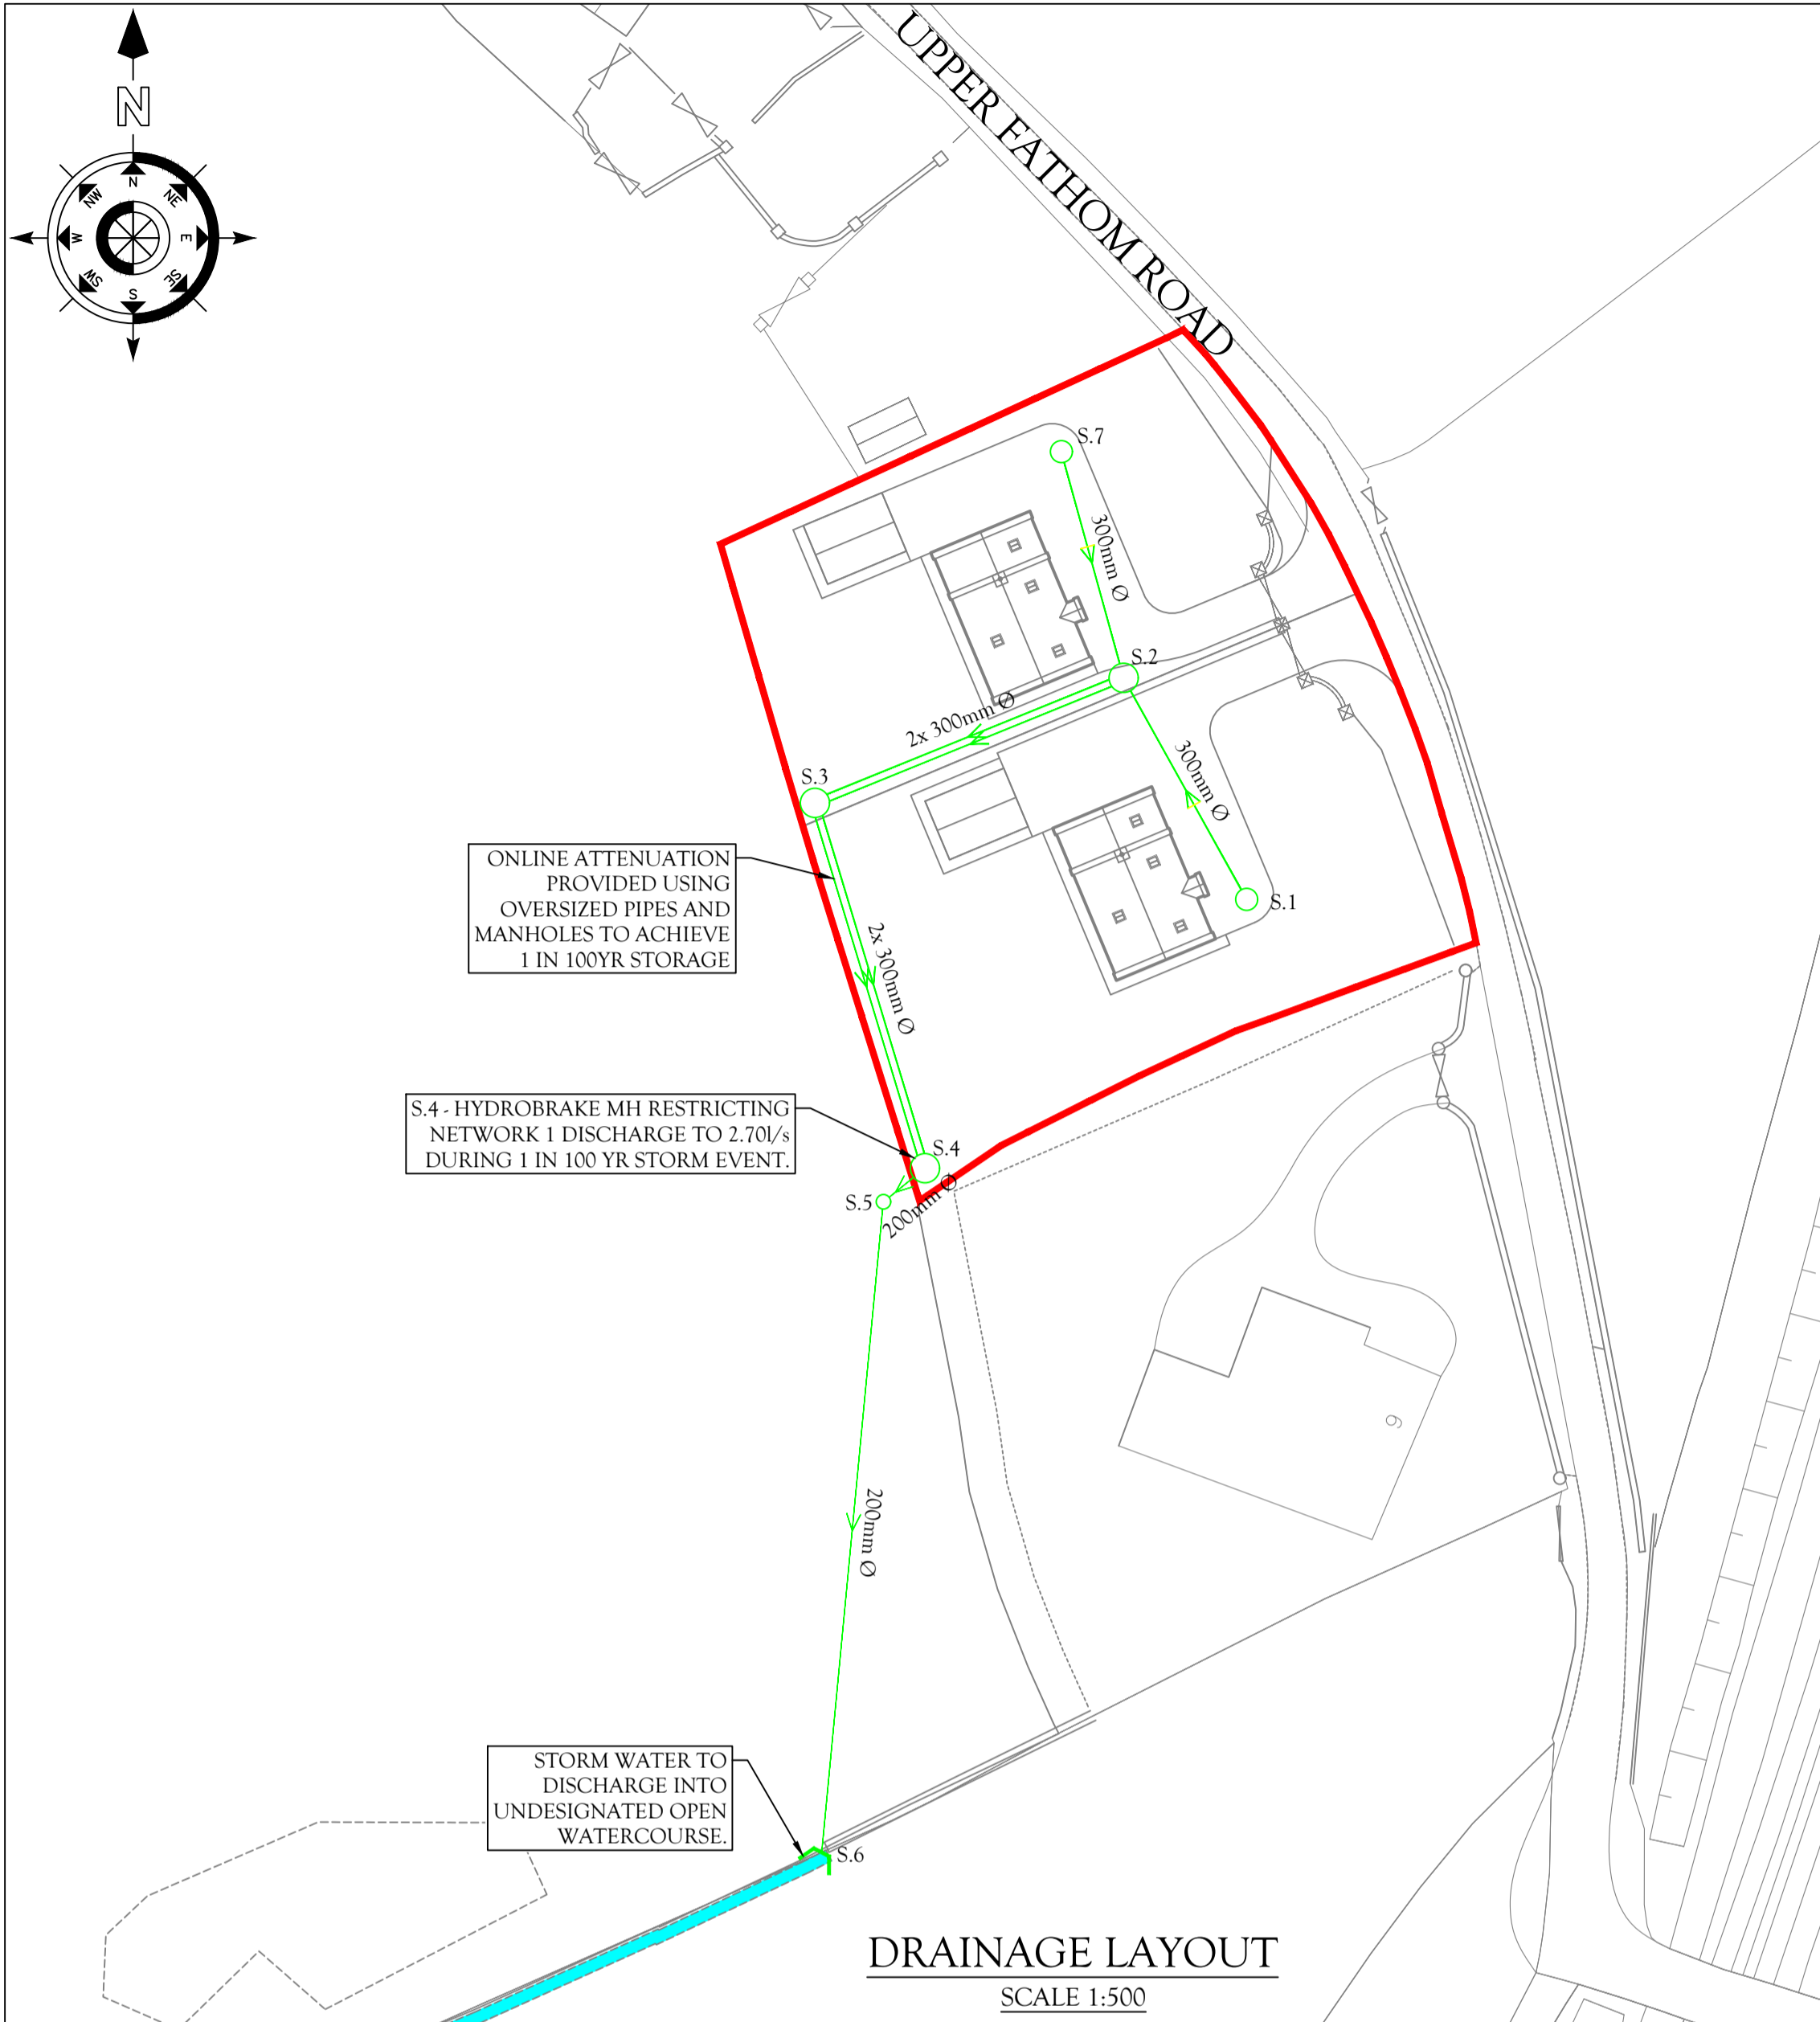 N
N
NE
E
SE
S
SW
W
NW
UPPER FATHOM ROAD
S.7
300mm Ø
S.2
2x 300mm Ø
S.3
300mm Ø
S.1
ONLINE ATTENUATION
PROVIDED USING
OVERSIZED PIPES AND
MANHOLES TO ACHIEVE
1 IN 100YR STORAGE
2x 300mm Ø
S.4 - HYDROBRAKE MH RESTRICTING
NETWORK 1 DISCHARGE TO 2.70l/s
DURING 1 IN 100 YR STORM EVENT.
S.4
200mm Ø
S.5
9
200mm Ø
STORM WATER TO
DISCHARGE INTO
UNDESIGNATED OPEN
WATERCOURSE.
S.6
DRAINAGE LAYOUT
SCALE 1:500